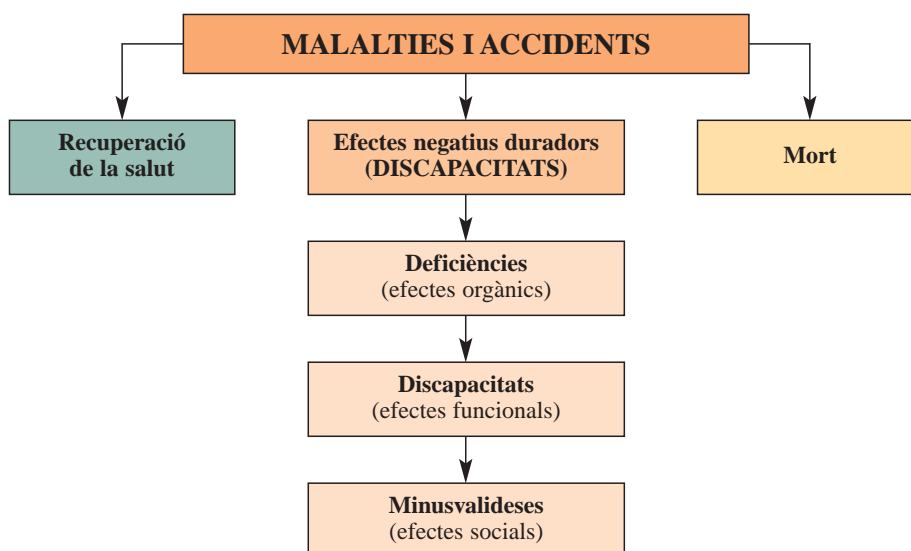 MALALTIES I ACCIDENTS
Recuperació
de la salut
Efectes negatius duradors
(DISCAPACITATS)
Mort
Deficiències
(efectes orgànics)
Discapacitats
(efectes funcionals)
Minusvalideses
(efectes socials)